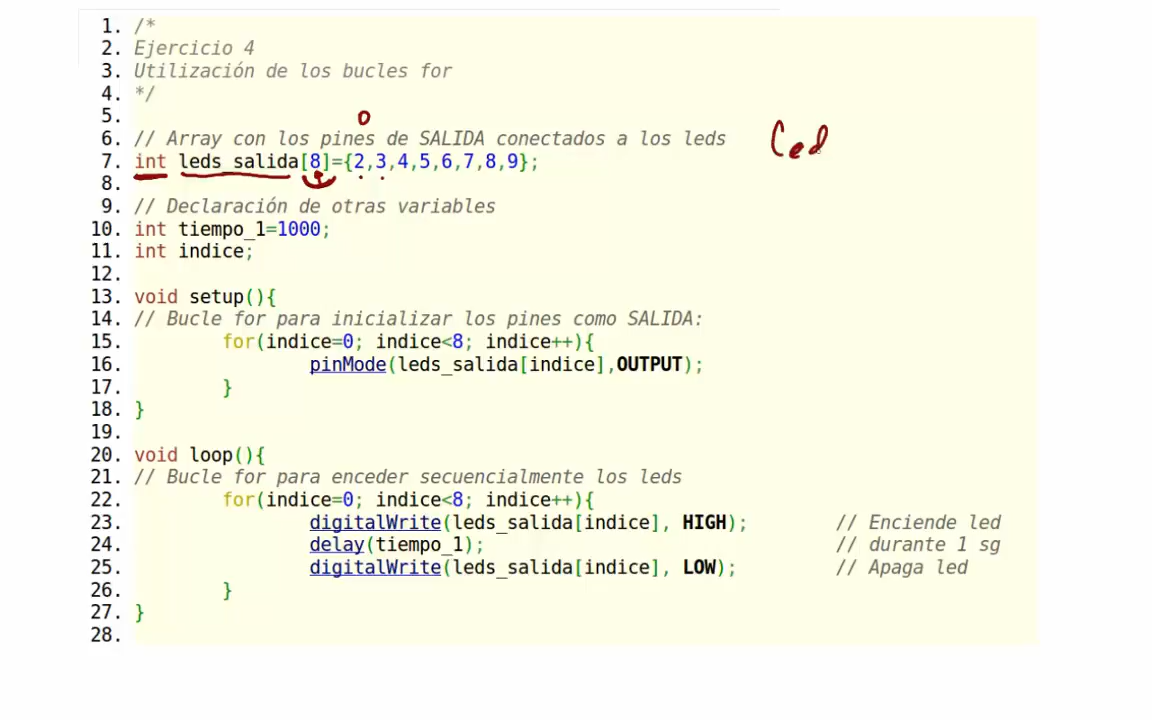 1. /*
2. Ejercicio 4
3. Utilización de los bucles for
4. */
5.
o
6. // Array con los pines de SALIDA conectados a los leds
led
7. int leds_salida[8]={2,3,4,5,6,7,8,9};
8.
9. // Declaración de otras variables
10. int tiempo_1=1000;
11. int indice;
12.
13. void setup(){
14. // Bucle for para inicializar los pines como SALIDA:
15. for(indice=0; indice<8; indice++){
16. pinMode(leds_salida[indice],OUTPUT);
17. }
18. }
19.
20. void loop(){
21. // Bucle for para enceder secuencialmente los leds
22. for(indice=0; indice<8; indice++){
23. digitalWrite(leds_salida[indice], HIGH); // Enciende led
24. delay(tiempo_1); // durante 1 sg
25. digitalWrite(leds_salida[indice], LOW); // Apaga led
26. }
27. }
28.